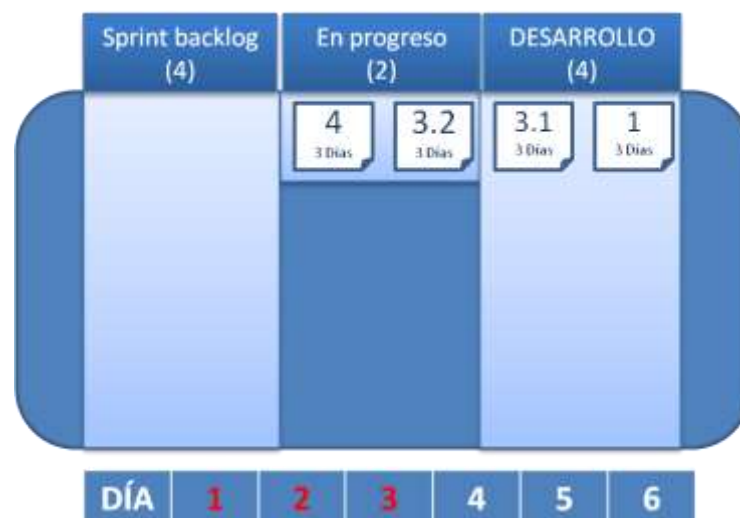 Sprint backlog
(4)
En progreso
(2)
DESARROLLO
(4)
4
3 Días
3.2
3 Días
3.1
3 Días
1
3 Días
DÍA 1 2 3 4 5 6